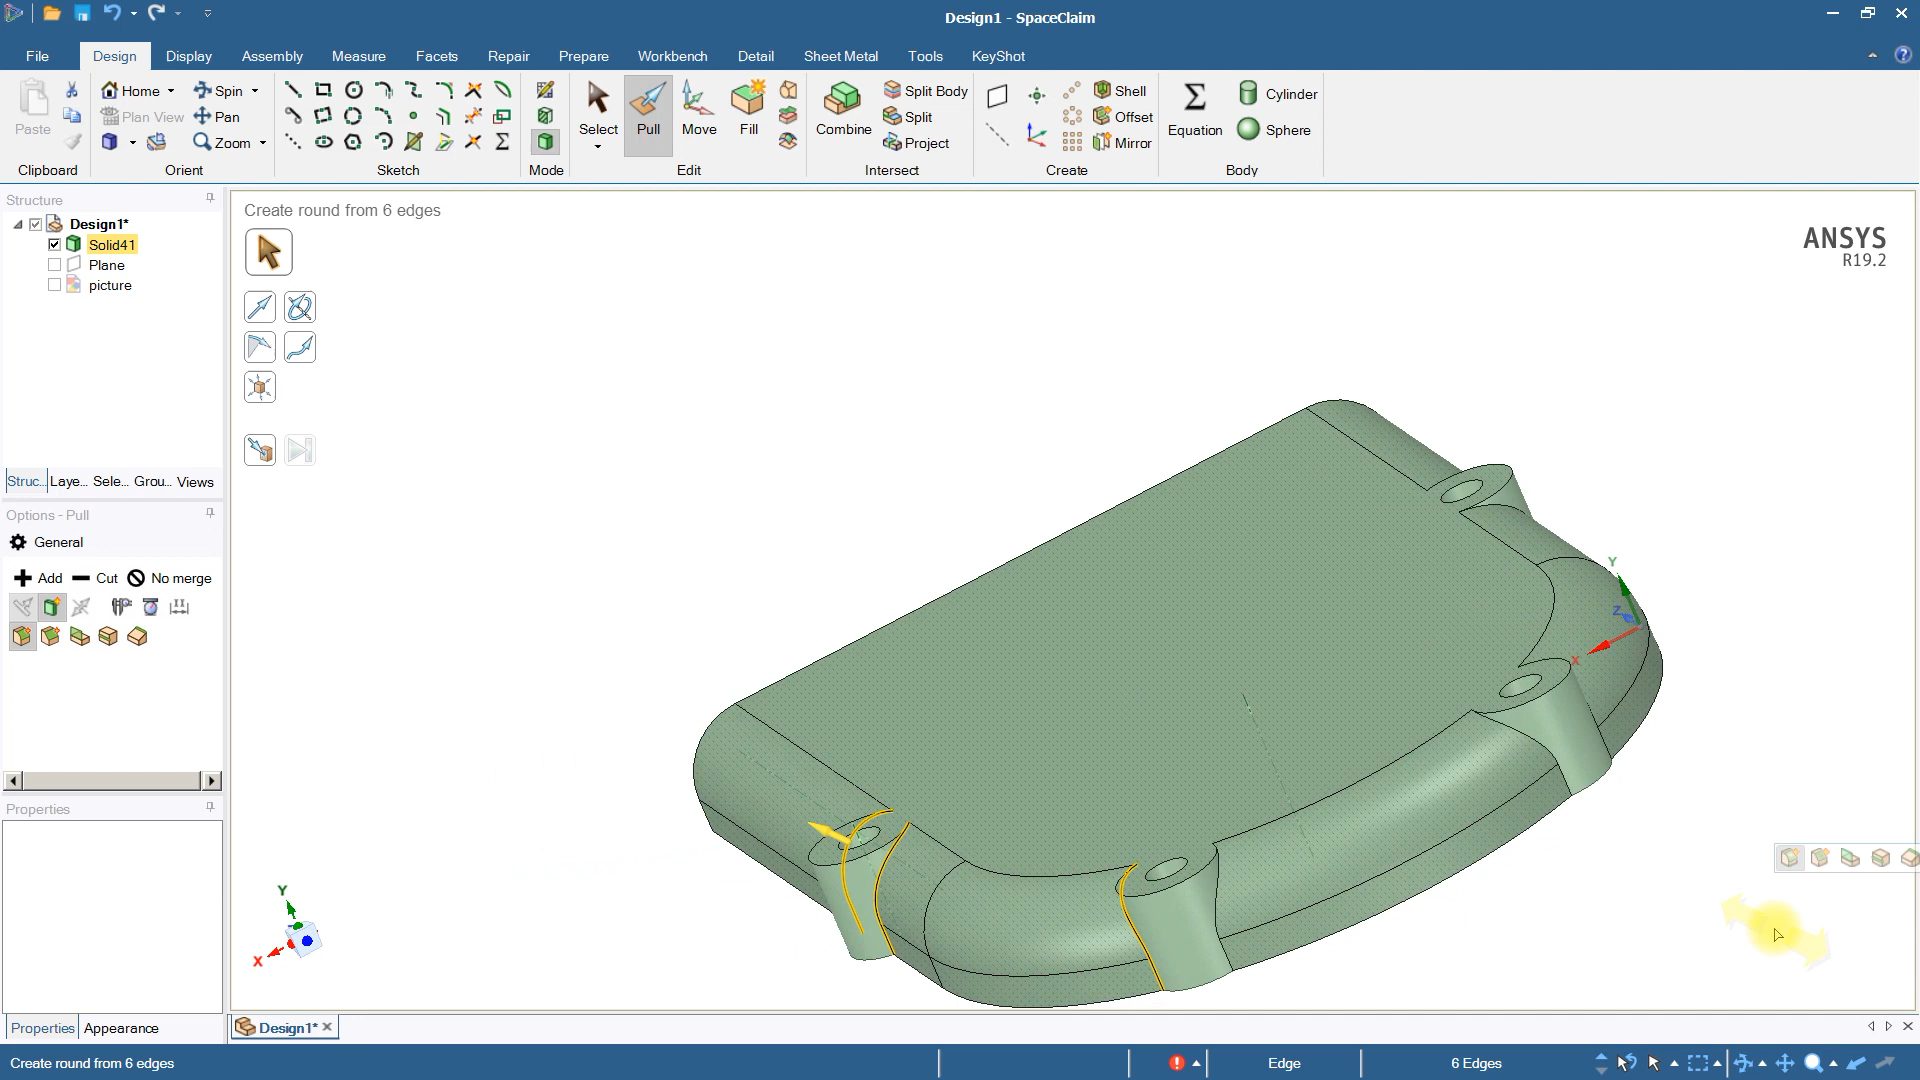 Design1 - SpaceClaim
File Design Display Assembly Measure Facets Repair Prepare Workbench Detail Sheet Metal Tools KeyShot
Paste
Home
Plan View
Spin
Pan
Zoom
Select
Pull
Move
Fill
Combine
Split Body
Split
Project
Shell
Offset
Mirror
Equation
Cylinder
Sphere
Clipboard Orient Sketch Mode Edit Intersect Create Body
Structure
Design1*
Solid41
Plane
picture
Struc... Laye... Sele... Grou... Views
Options - Pull
General
Add Cut No merge
Properties
Properties Appearance
Create round from 6 edges
ANSYS
R19.2
Y
Z
X
Y
X
Design1*
Create round from 6 edges Edge 6 Edges